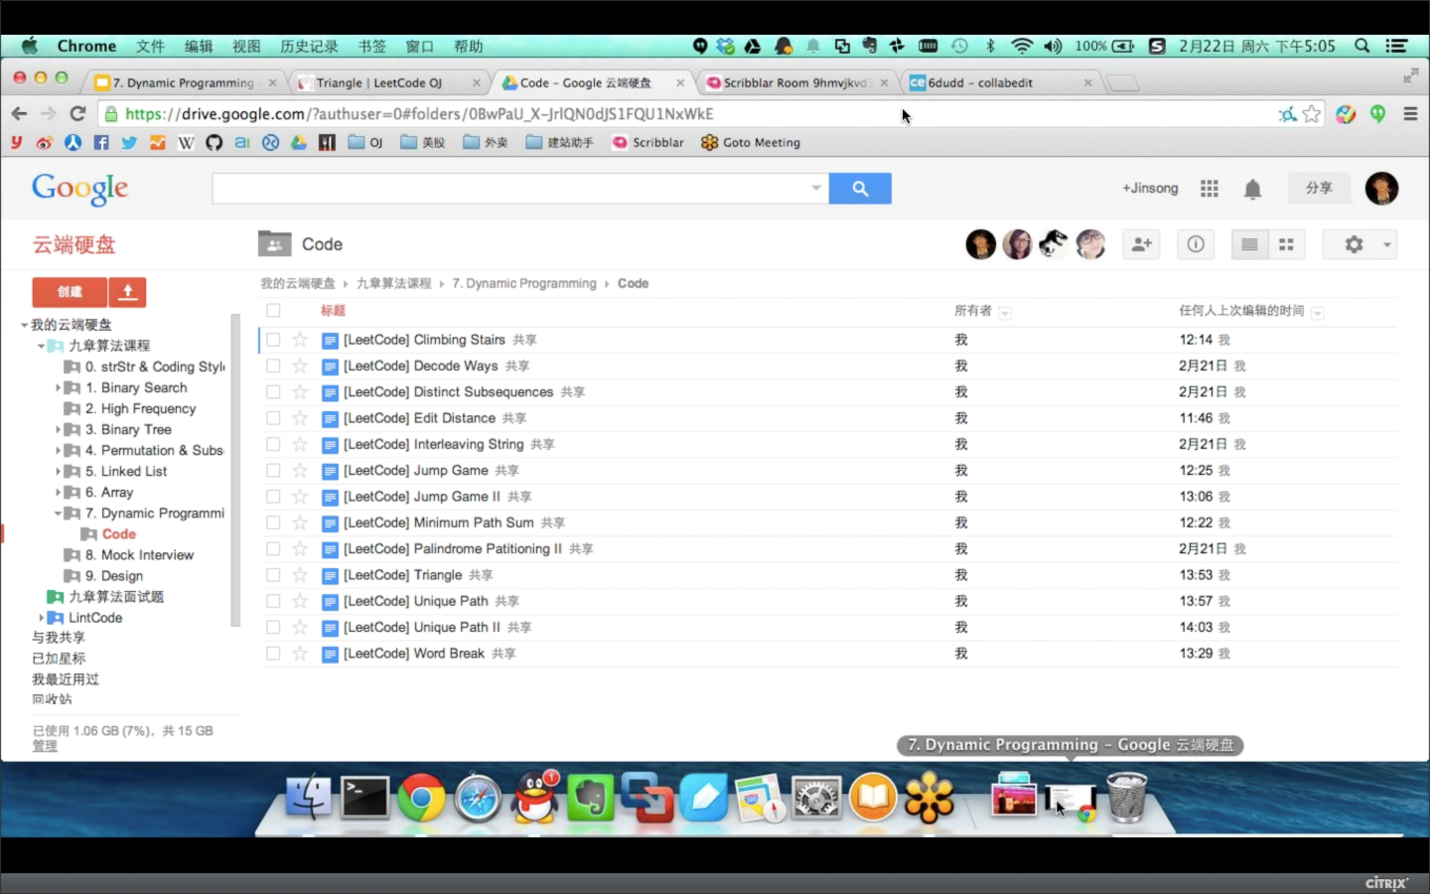 Chrome 文件 编辑 视图 历史记录 书签 窗口 帮助 100% 2月22日 周六 下午5:05
7. Dynamic Programming Triangle | LeetCode OJ Code – Google 云端硬盘 Scribblar Room 9hmvjkvd 6dudd – collabedit
https://drive.google.com/?authuser=0#folders/0BwPaU_X-JrlQN0dJS1FQU1NxWkE
OJ 美股 外卖 建站助手 Scribblar Goto Meeting
Google +Jinsong 分享
云端硬盘 Code
创建
我的云端硬盘 九章算法课程 7. Dynamic Programming Code
标题 所有者 任何人上次编辑的时间
我的云端硬盘
九章算法课程
0. strStr & Coding Style
1. Binary Search
2. High Frequency
3. Binary Tree
4. Permutation & Subs
5. Linked List
6. Array
7. Dynamic Programmi
Code
8. Mock Interview
9. Design
九章算法面试题
LintCode
与我共享
已加星标
我最近用过
回收站
已使用 1.06 GB (7%)，共 15 GB
管理
[LeetCode] Climbing Stairs 共享 我 12:14 我
[LeetCode] Decode Ways 共享 我 2月21日 我
[LeetCode] Distinct Subsequences 共享 我 2月21日 我
[LeetCode] Edit Distance 共享 我 11:46 我
[LeetCode] Interleaving String 共享 我 2月21日 我
[LeetCode] Jump Game 共享 我 12:25 我
[LeetCode] Jump Game II 共享 我 13:06 我
[LeetCode] Minimum Path Sum 共享 我 12:22 我
[LeetCode] Palindrome Patitioning II 共享 我 2月21日 我
[LeetCode] Triangle 共享 我 13:53 我
[LeetCode] Unique Path 共享 我 13:57 我
[LeetCode] Unique Path II 共享 我 14:03 我
[LeetCode] Word Break 共享 我 13:29 我
7. Dynamic Programming – Google 云端硬盘
CITRIX